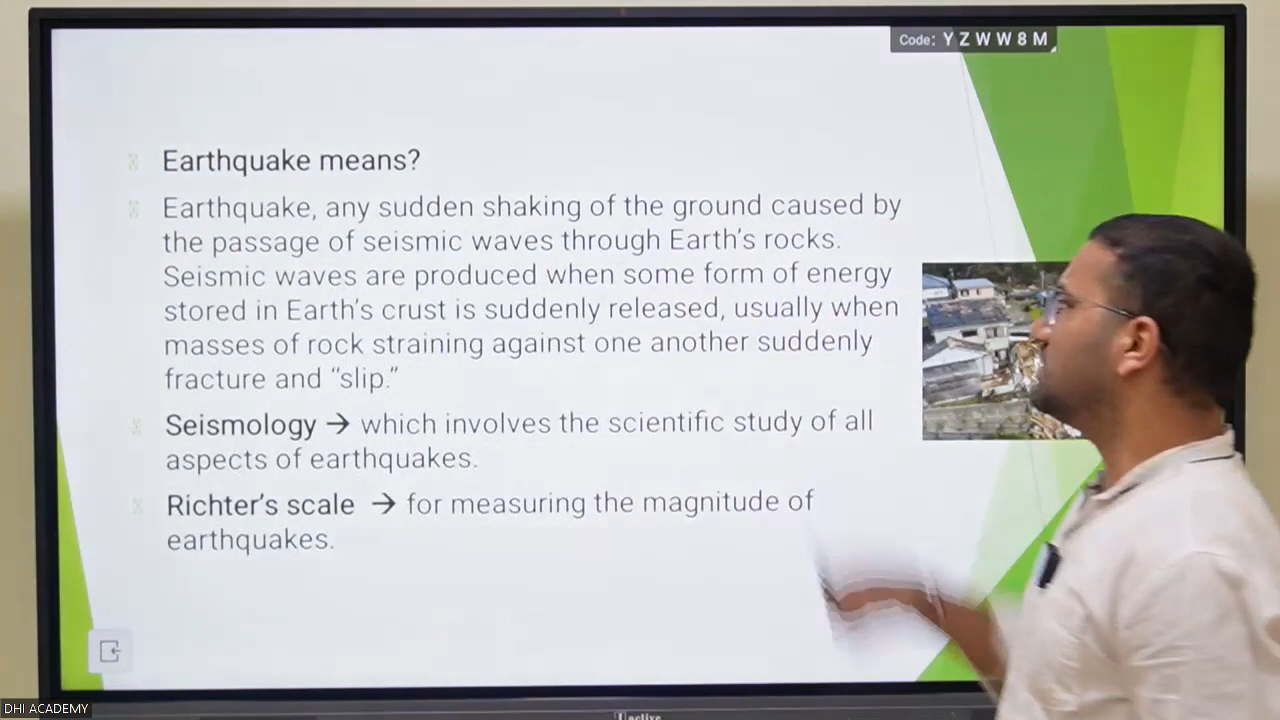 Code: YZWW8M
Earthquake means?
Earthquake, any sudden shaking of the ground caused by
the passage of seismic waves through Earth's rocks.
Seismic waves are produced when some form of energy
stored in Earth's crust is suddenly released, usually when
masses of rock straining against one another suddenly
fracture and “slip.”
Seismology → which involves the scientific study of all
aspects of earthquakes.
Richter's scale → for measuring the magnitude of
earthquakes.
DHI ACADEMY